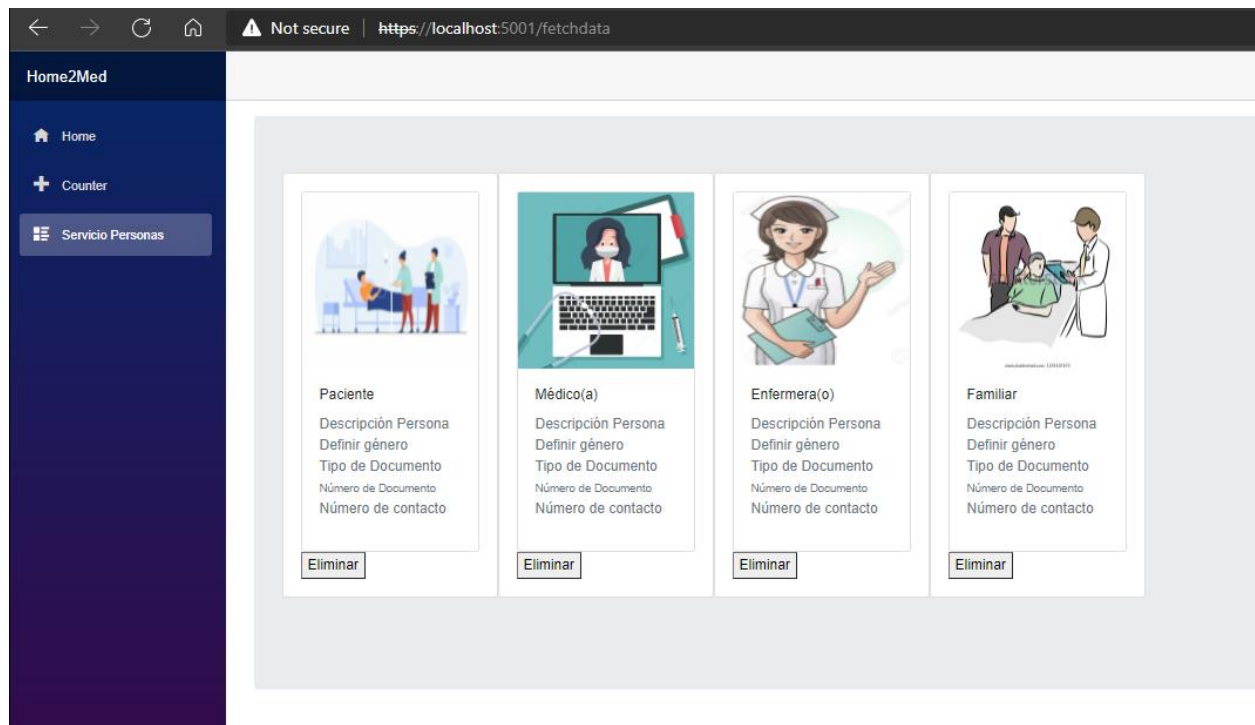 Not secure https://localhost:5001/fetchdata
Home2Med
Home
Counter
Servicio Personas
Paciente
Descripción Persona
Definir género
Tipo de Documento
Número de Documento
Número de contacto
Eliminar
Médico(a)
Descripción Persona
Definir género
Tipo de Documento
Número de Documento
Número de contacto
Eliminar
Enfermera(o)
Descripción Persona
Definir género
Tipo de Documento
Número de Documento
Número de contacto
Eliminar
Familiar
Descripción Persona
Definir género
Tipo de Documento
Número de Documento
Número de contacto
Eliminar